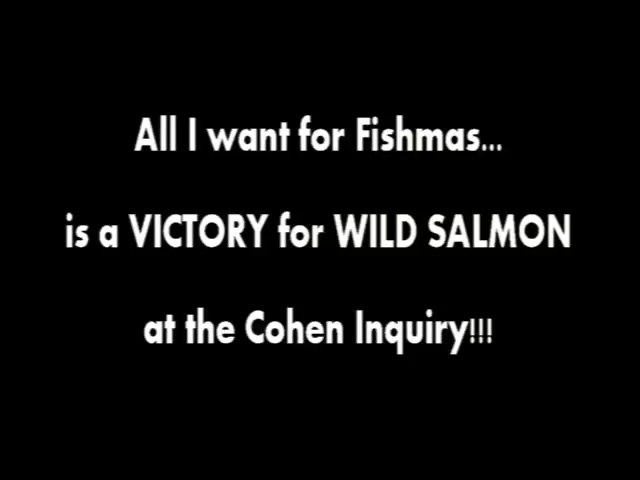 All I want for Fishmas...
is a VICTORY for WILD SALMON
at the Cohen Inquiry!!!